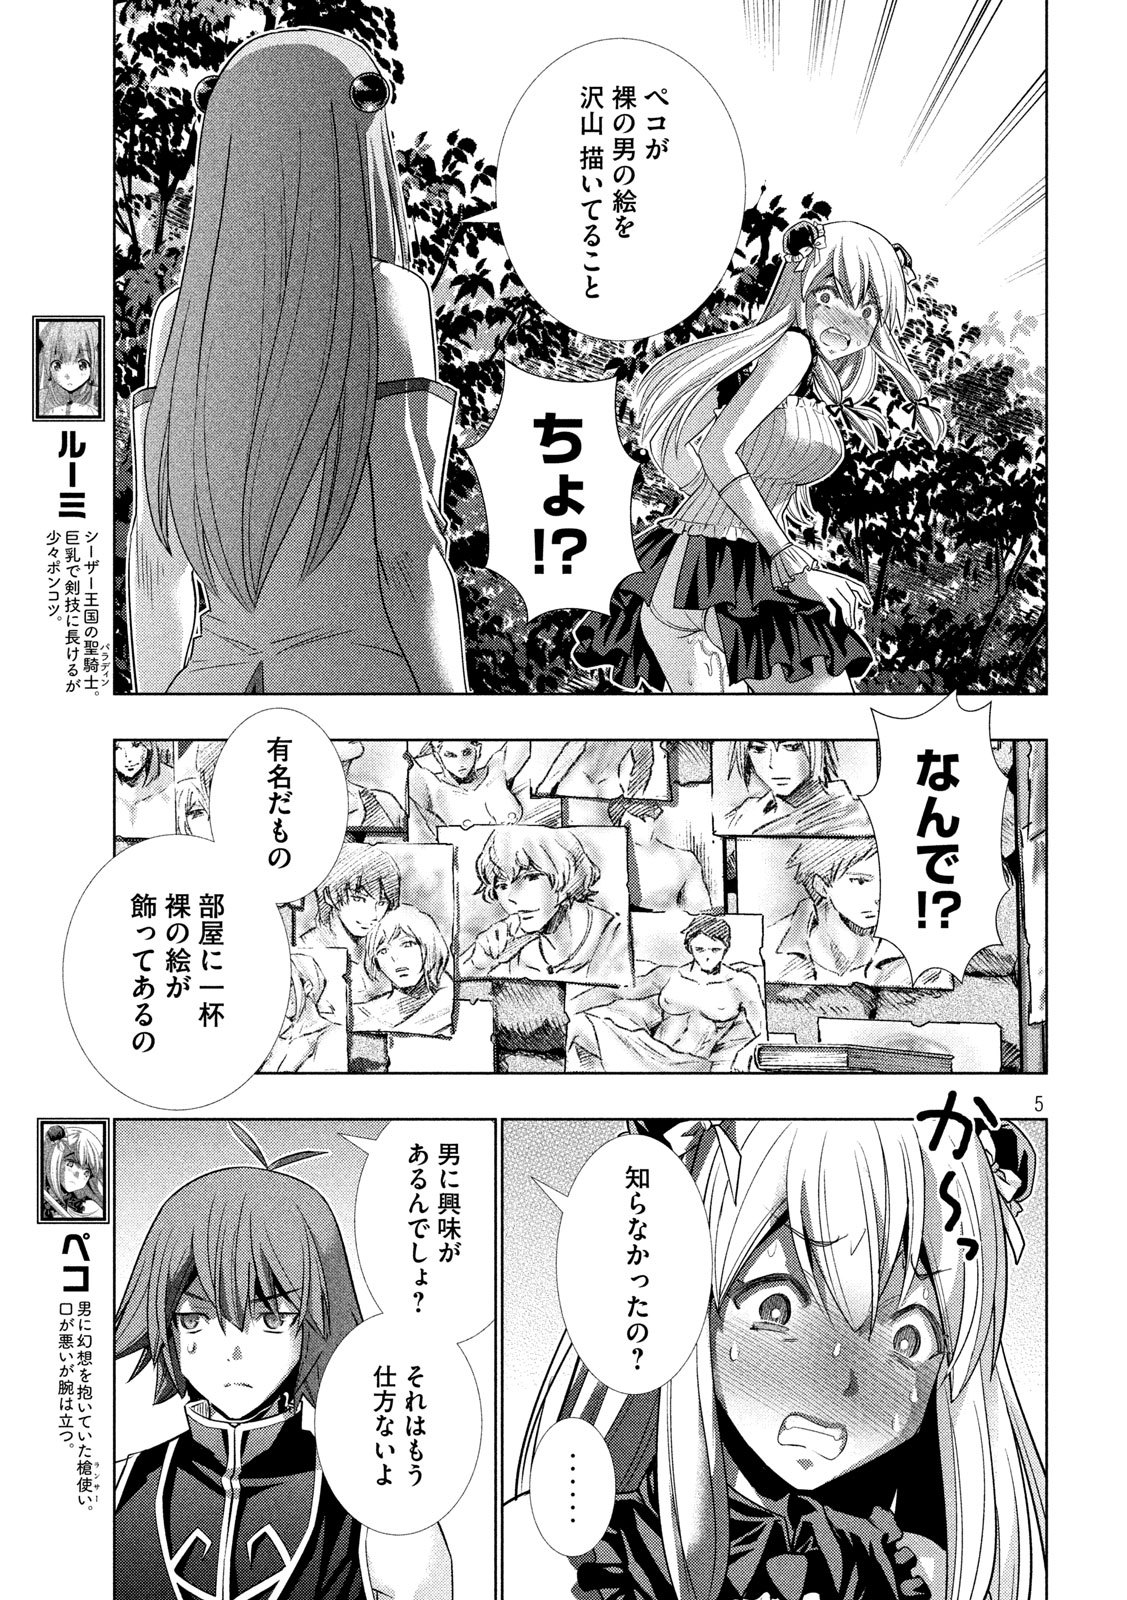 ペコが
裸の男の絵を
沢山 描いてること
ちょ!?
ルーミ
シーザー王国の聖騎士。
パラディン
巨乳で剣技に長けるが
少々ポンコツ。
なんで!?
有名だもの
部屋に一杯
裸の絵が
飾ってあるの
5
か〜っ
知らなかったの?
……
男に興味が
あるんでしょ?
それはもう
仕方ないよ
ペコ
男に幻想を抱いていた槍使い。
ランサー
口が悪いが腕は立つ。